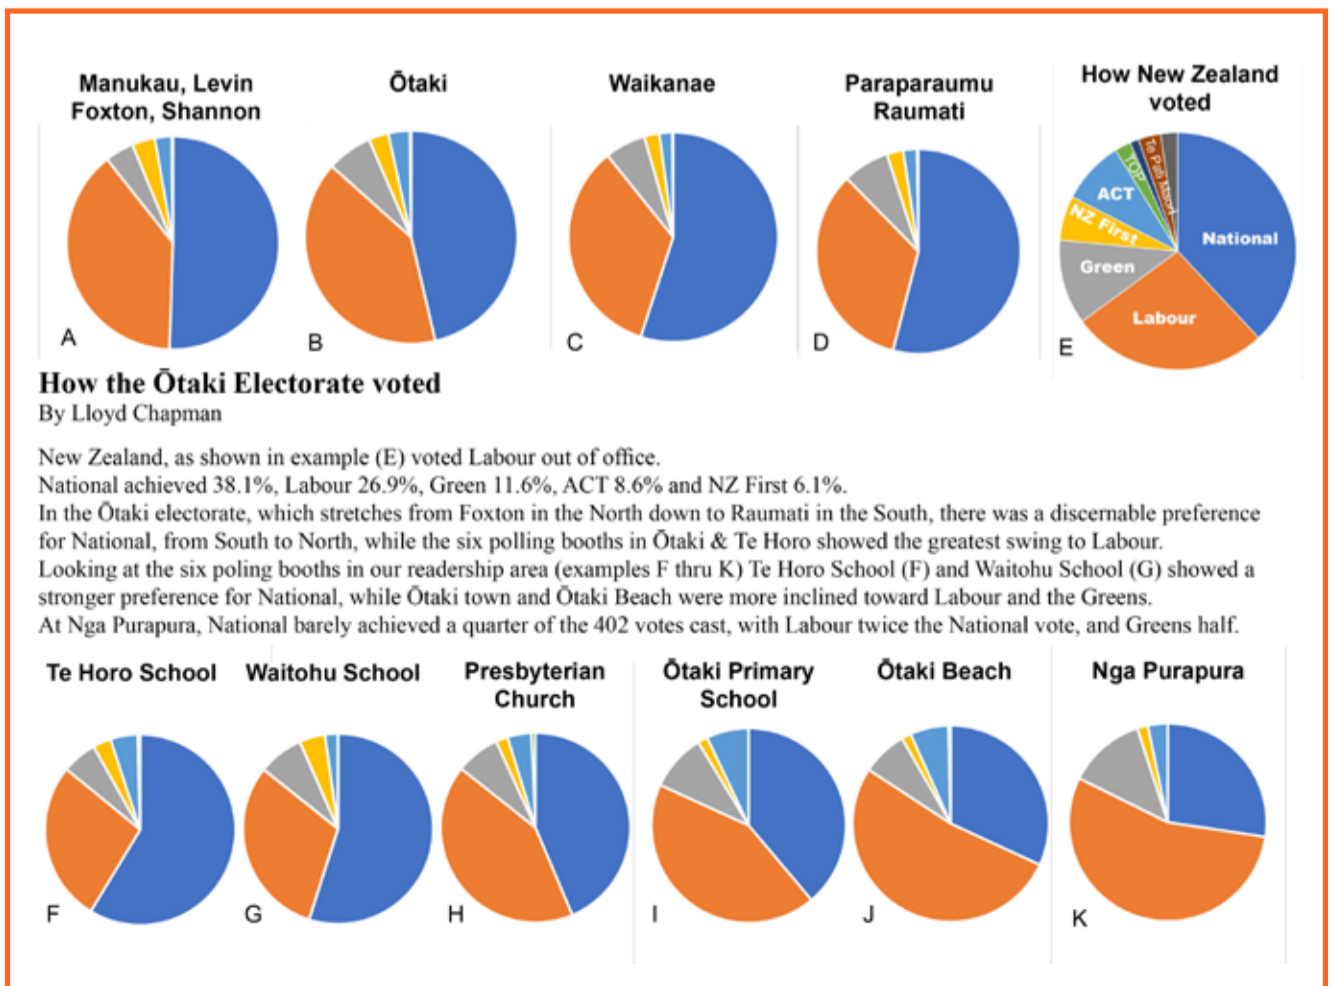 Manukau, Levin
Foxton, Shannon
Ōtaki
Waikanae
Paraparaumu
Raumati
How New Zealand
voted
A
B
C
D
E
National
Labour
Green
NZ First
ACT
TOP
Te Pati Maori
How the Ōtaki Electorate voted
By Lloyd Chapman
New Zealand, as shown in example (E) voted Labour out of office.
National achieved 38.1%, Labour 26.9%, Green 11.6%, ACT 8.6% and NZ First 6.1%.
In the Ōtaki electorate, which stretches from Foxton in the North down to Raumati in the South, there was a discernable preference
for National, from South to North, while the six polling booths in Ōtaki & Te Horo showed the greatest swing to Labour.
Looking at the six poling booths in our readership area (examples F thru K) Te Horo School (F) and Waitohu School (G) showed a
stronger preference for National, while Ōtaki town and Ōtaki Beach were more inclined toward Labour and the Greens.
At Nga Purapura, National barely achieved a quarter of the 402 votes cast, with Labour twice the National vote, and Greens half.
Te Horo School
Waitohu School
Presbyterian
Church
Ōtaki Primary
School
Ōtaki Beach
Nga Purapura
F
G
H
I
J
K